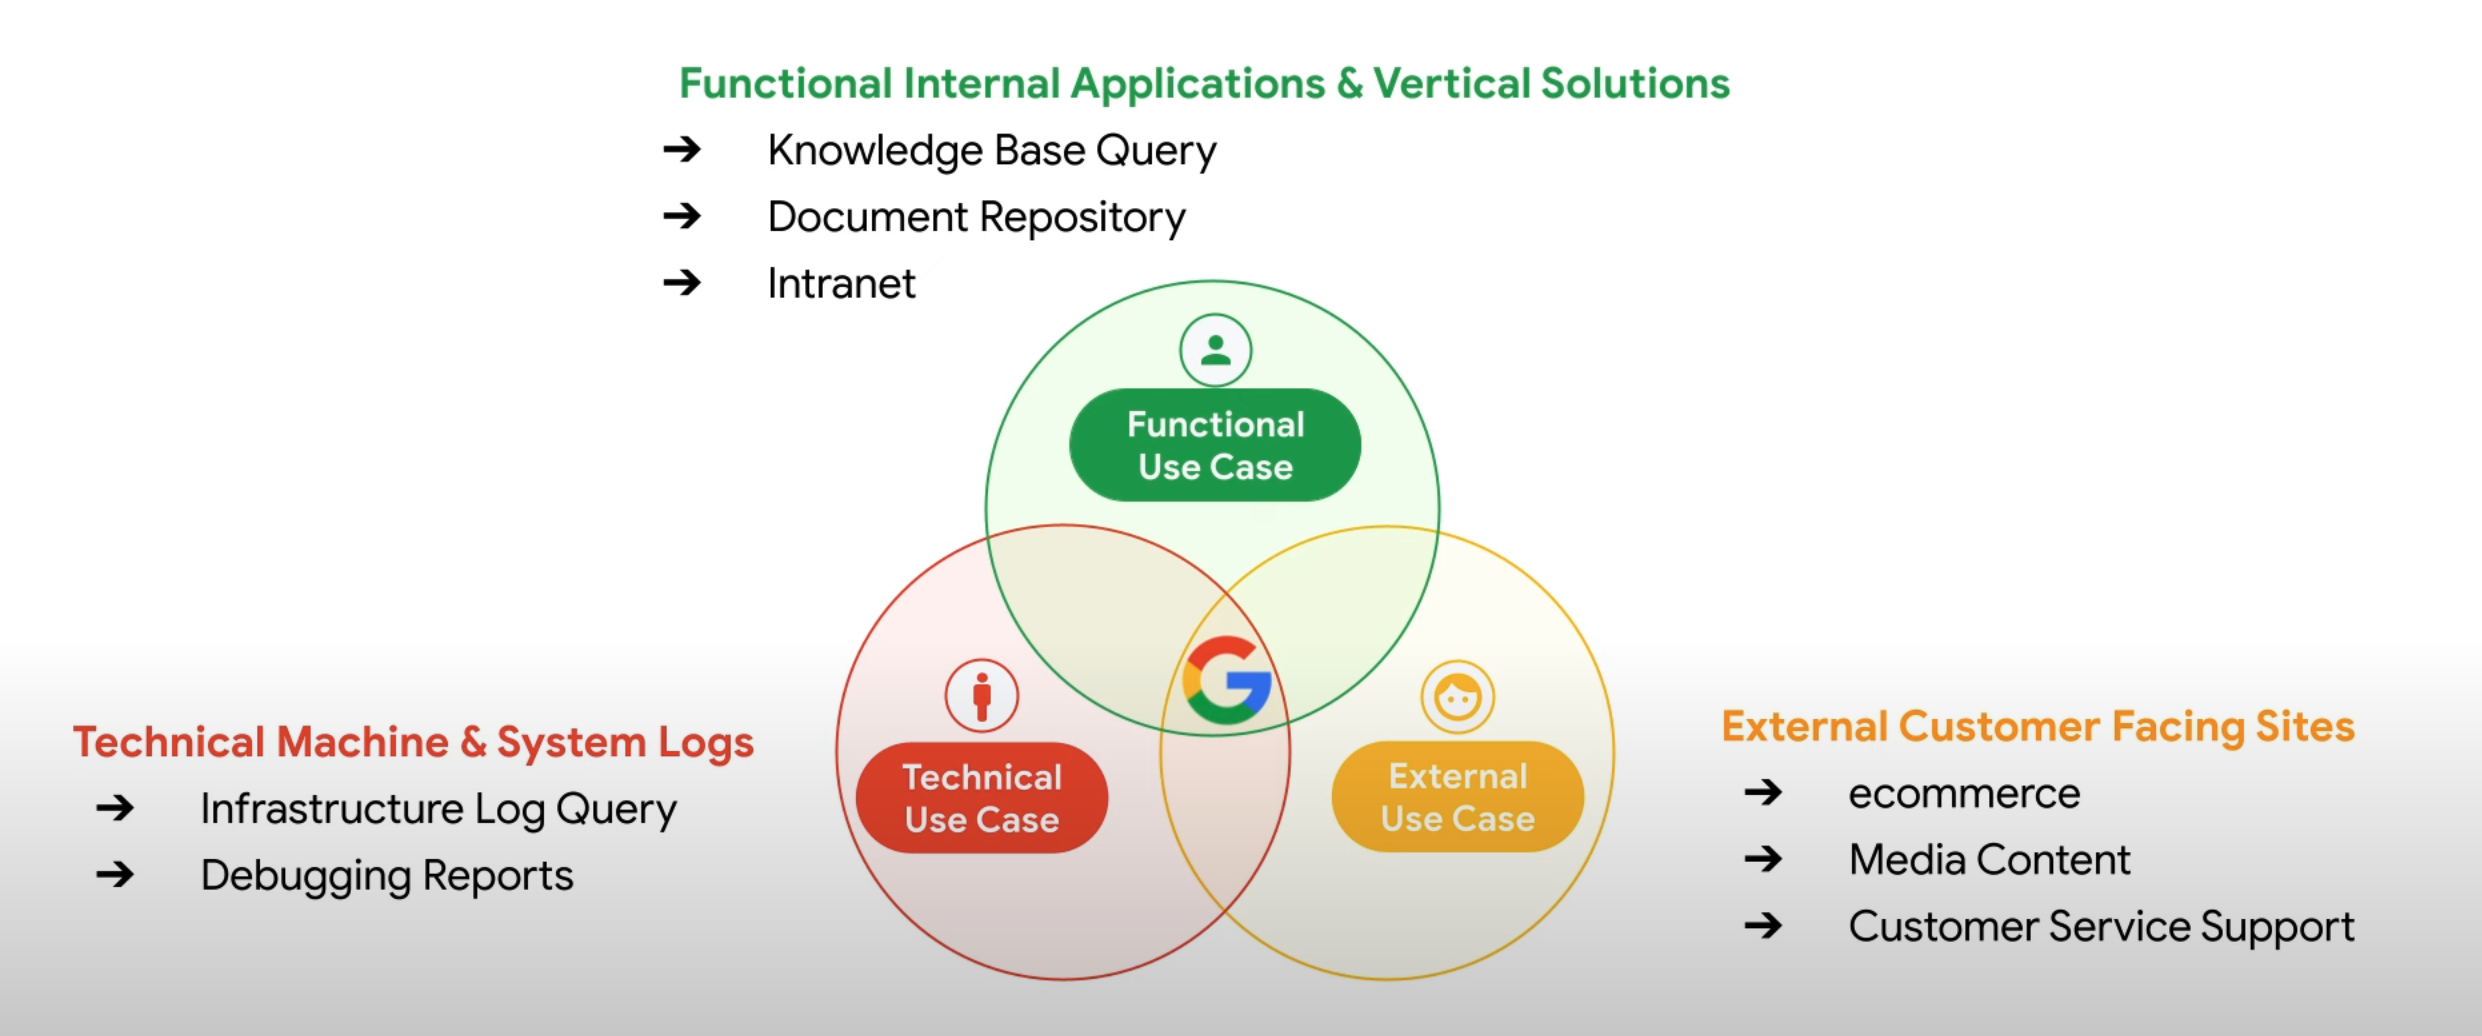 Functional Internal Applications & Vertical Solutions
➔ Knowledge Base Query
➔ Document Repository
➔ Intranet
Functional
Use Case
Technical Machine & System Logs
➔ Infrastructure Log Query
➔ Debugging Reports
Technical
Use Case
G
External
Use Case
External Customer Facing Sites
➔ ecommerce
➔ Media Content
➔ Customer Service Support